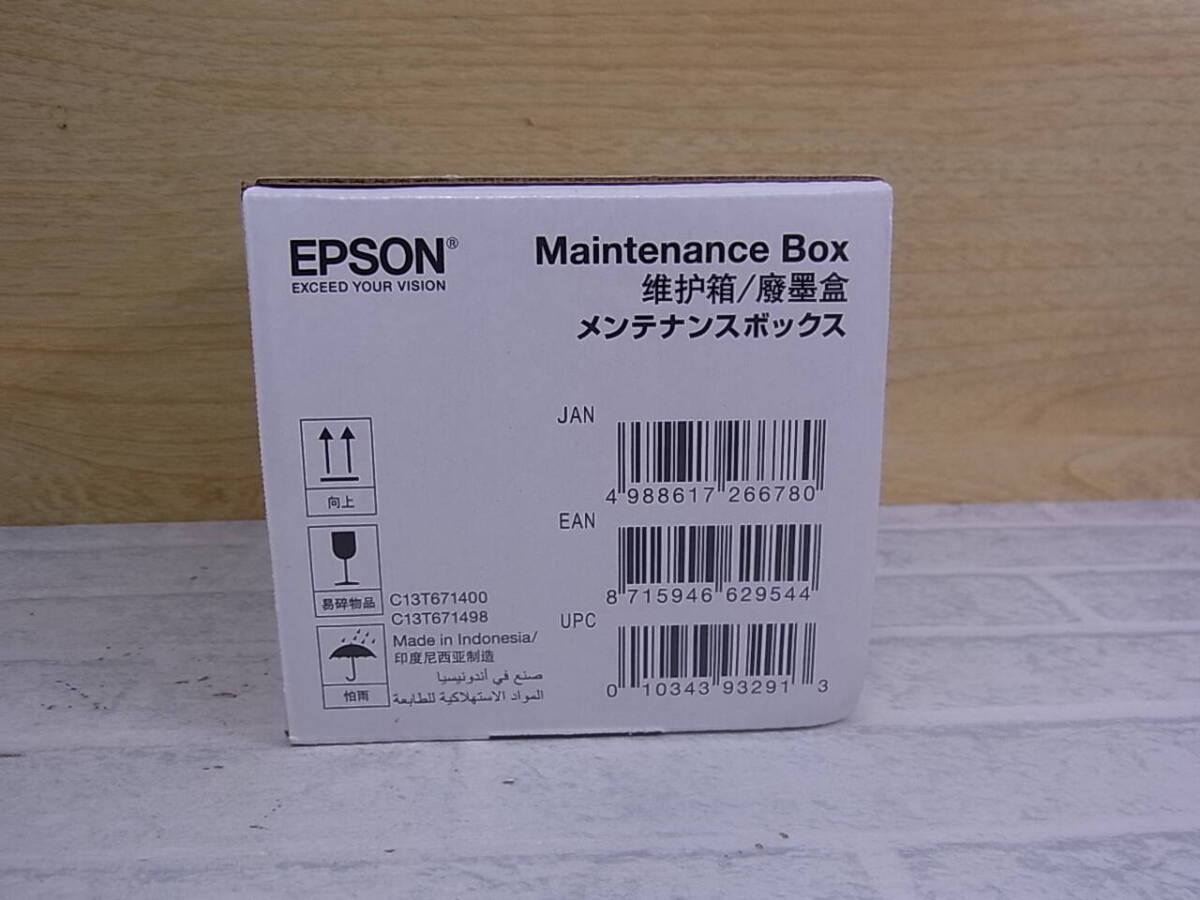 EPSON®
EXCEED YOUR VISION
Maintenance Box
维护箱/廢墨盒
メンテナンスボックス
JAN
4 988617 266780
EAN
8 715946 629544
UPC
0 10343 93291 3
向上
易碎物品
怕雨
C13T671400
C13T671498
Made in Indonesia/
印度尼西亚制造
صنع في أندونيسيا
المواد الاستهلاكية للطابعة